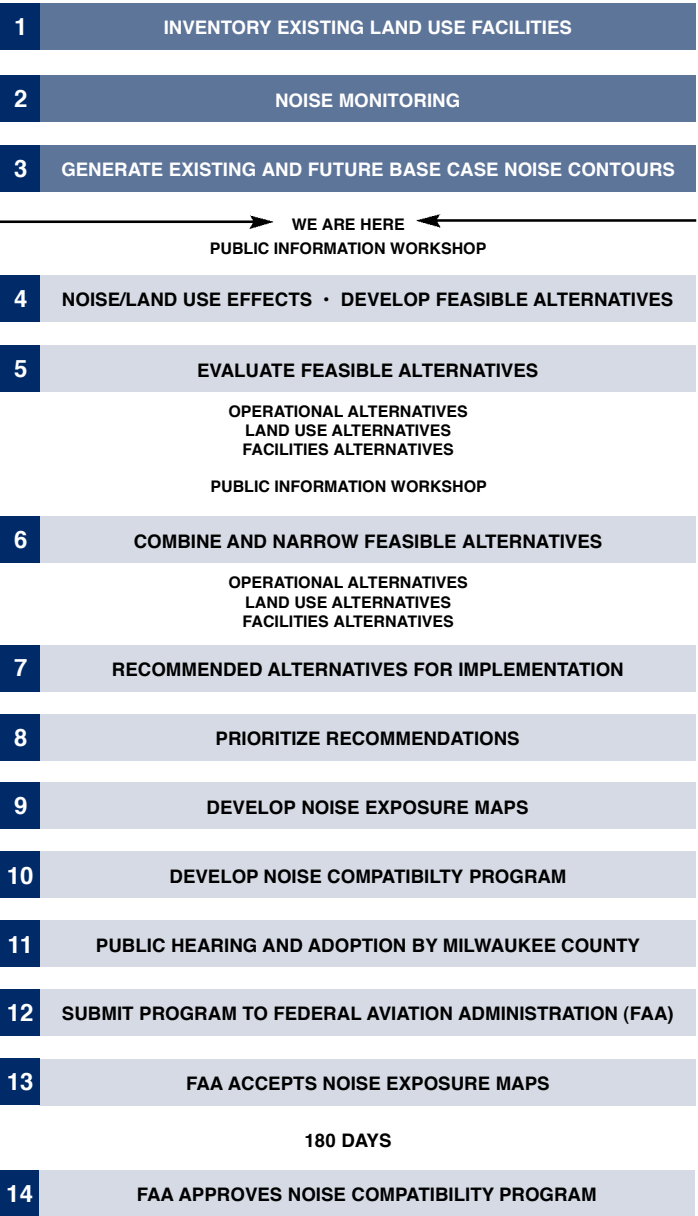 1 INVENTORY EXISTING LAND USE FACILITIES
2 NOISE MONITORING
3 GENERATE EXISTING AND FUTURE BASE CASE NOISE CONTOURS
WE ARE HERE
PUBLIC INFORMATION WORKSHOP
4 NOISE/LAND USE EFFECTS • DEVELOP FEASIBLE ALTERNATIVES
5 EVALUATE FEASIBLE ALTERNATIVES
OPERATIONAL ALTERNATIVES
LAND USE ALTERNATIVES
FACILITIES ALTERNATIVES
PUBLIC INFORMATION WORKSHOP
6 COMBINE AND NARROW FEASIBLE ALTERNATIVES
OPERATIONAL ALTERNATIVES
LAND USE ALTERNATIVES
FACILITIES ALTERNATIVES
7 RECOMMENDED ALTERNATIVES FOR IMPLEMENTATION
8 PRIORITIZE RECOMMENDATIONS
9 DEVELOP NOISE EXPOSURE MAPS
10 DEVELOP NOISE COMPATIBILTY PROGRAM
11 PUBLIC HEARING AND ADOPTION BY MILWAUKEE COUNTY
12 SUBMIT PROGRAM TO FEDERAL AVIATION ADMINISTRATION (FAA)
13 FAA ACCEPTS NOISE EXPOSURE MAPS
180 DAYS
14 FAA APPROVES NOISE COMPATIBILITY PROGRAM